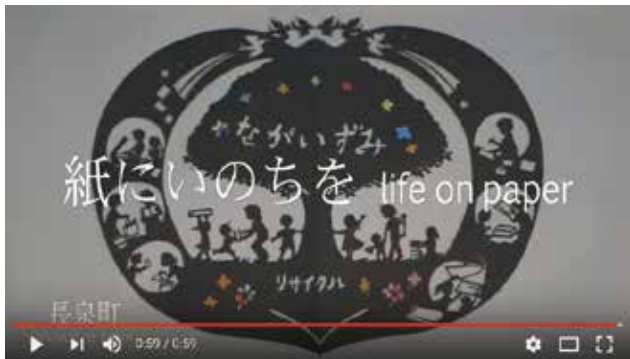 ながいずみ
紙にいのちを life on paper
リサイクル
長泉町
0:59 / 0:59